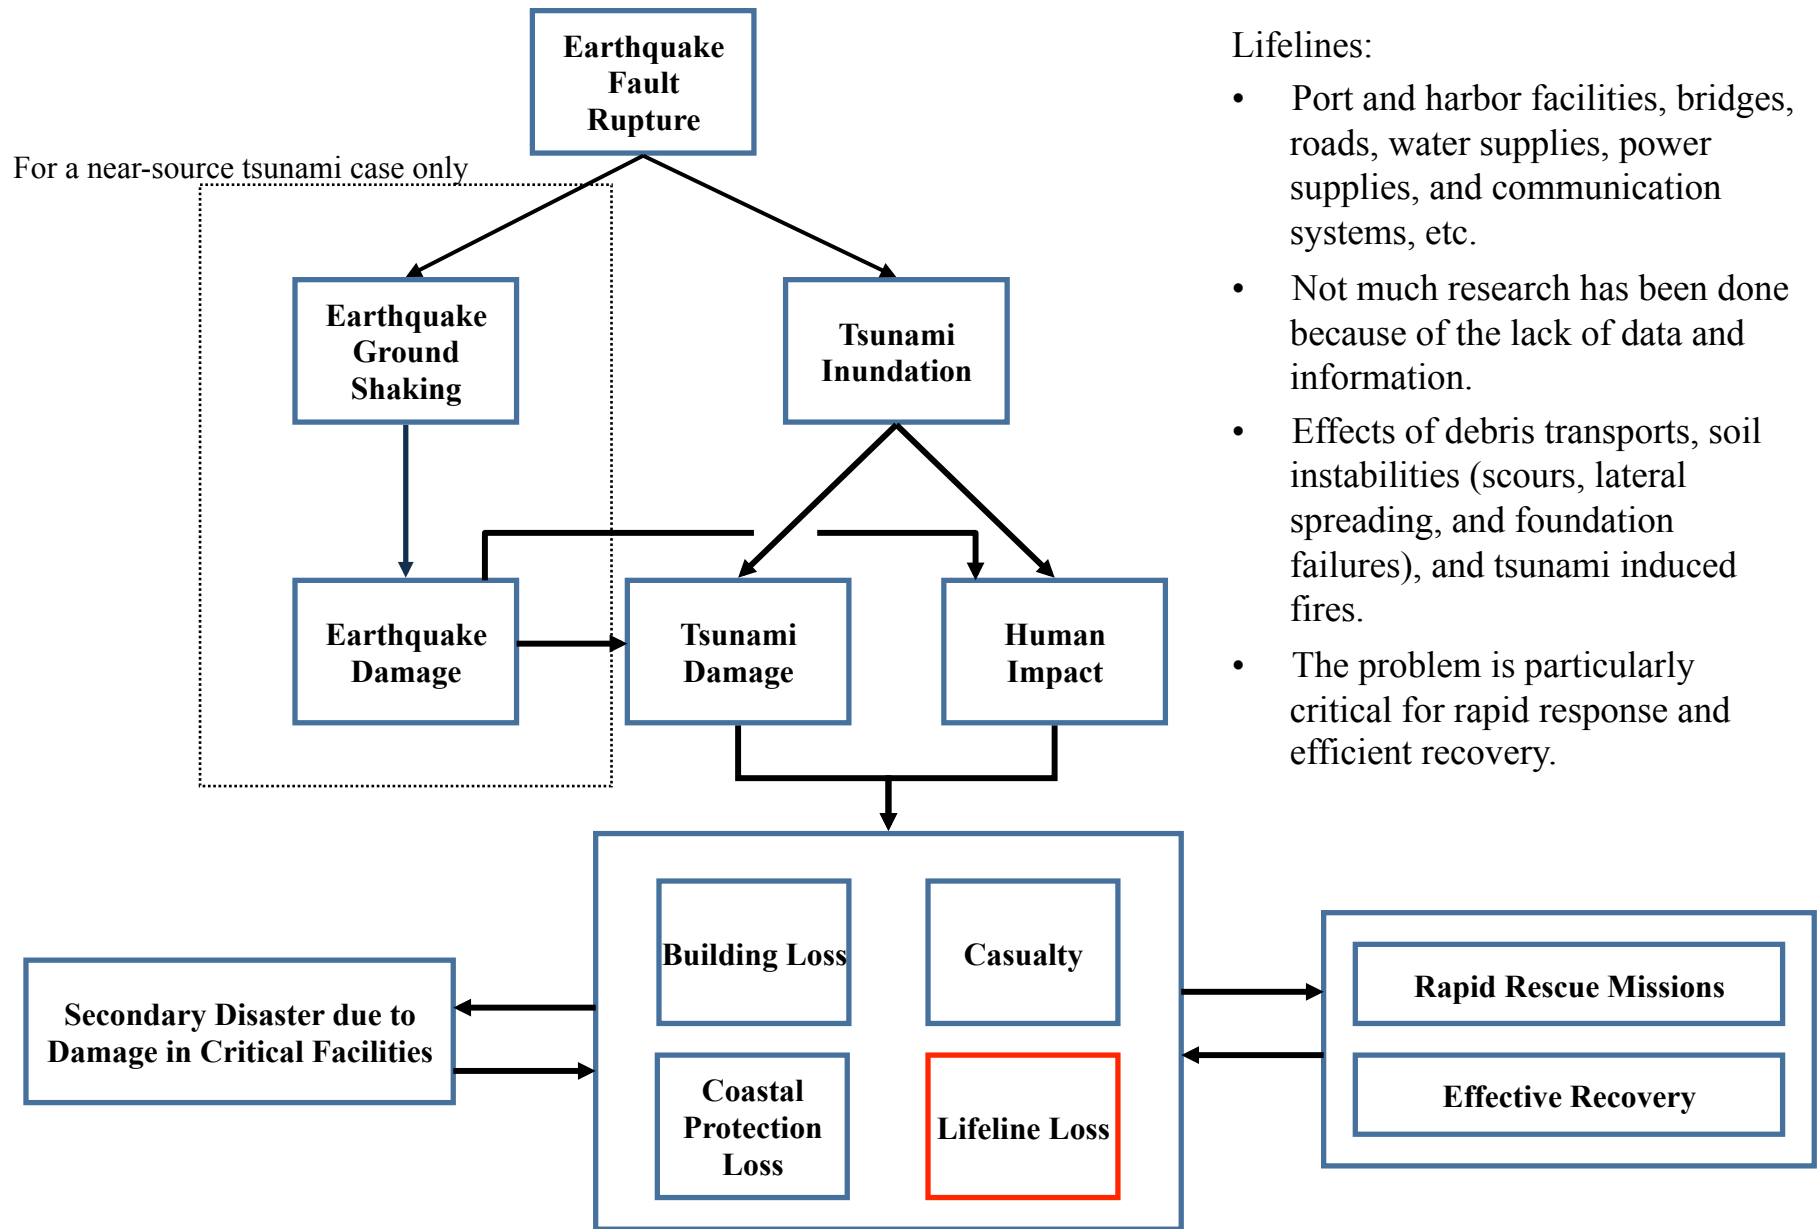 Earthquake
Fault
Rupture
For a near-source tsunami case only
Earthquake
Ground
Shaking
Tsunami
Inundation
Earthquake
Damage
Tsunami
Damage
Human
Impact
Building Loss
Casualty
Coastal
Protection
Loss
Lifeline Loss
Secondary Disaster due to
Damage in Critical Facilities
Rapid Rescue Missions
Effective Recovery
Lifelines:
• Port and harbor facilities, bridges,
roads, water supplies, power
supplies, and communication
systems, etc.
• Not much research has been done
because of the lack of data and
information.
• Effects of debris transports, soil
instabilities (scours, lateral
spreading, and foundation
failures), and tsunami induced
fires.
• The problem is particularly
critical for rapid response and
efficient recovery.